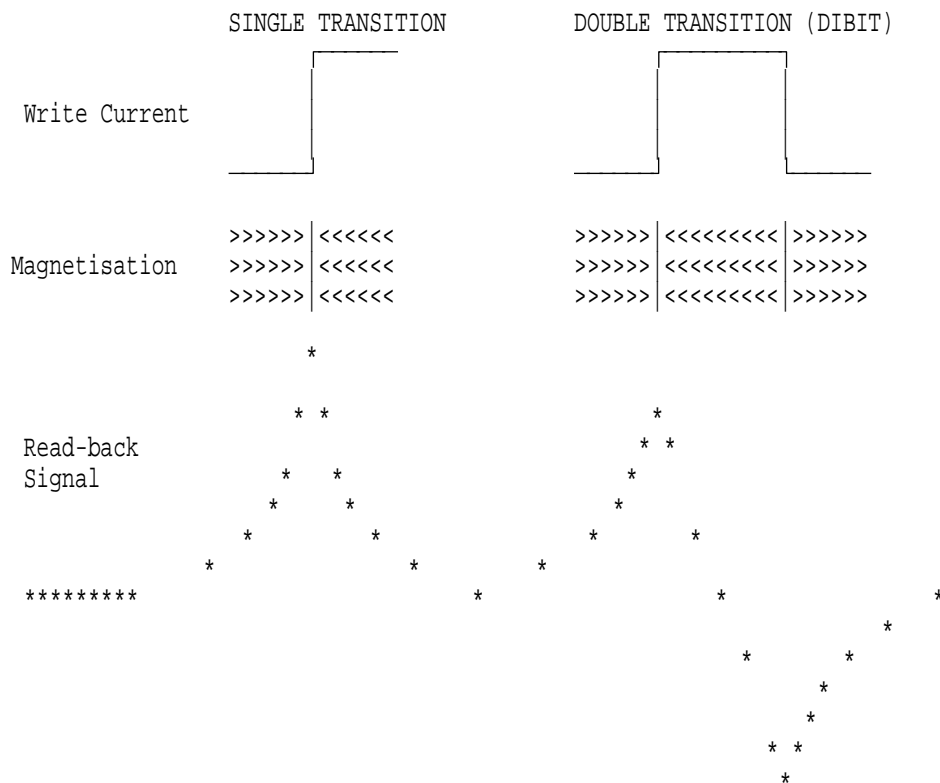 SINGLE TRANSITION DOUBLE TRANSITION (DIBIT)
Write Current
>>>>>>|<<<<<< >>>>>>|<<<<<<<<<|>>>>>>
Magnetisation >>>>>>|<<<<<< >>>>>>|<<<<<<<<<|>>>>>>
>>>>>>|<<<<<< >>>>>>|<<<<<<<<<|>>>>>>
Read-back
Signal